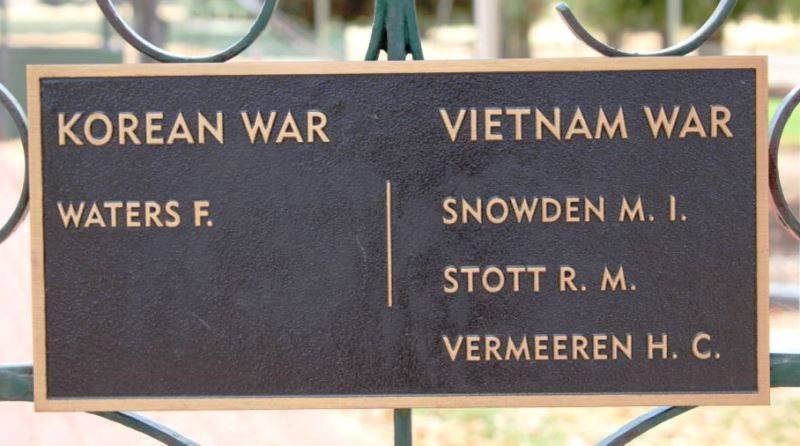 KOREAN WAR
WATERS F.
VIETNAM WAR
SNOWDEN M. I.
STOTT R. M.
VERMEEREN H. C.